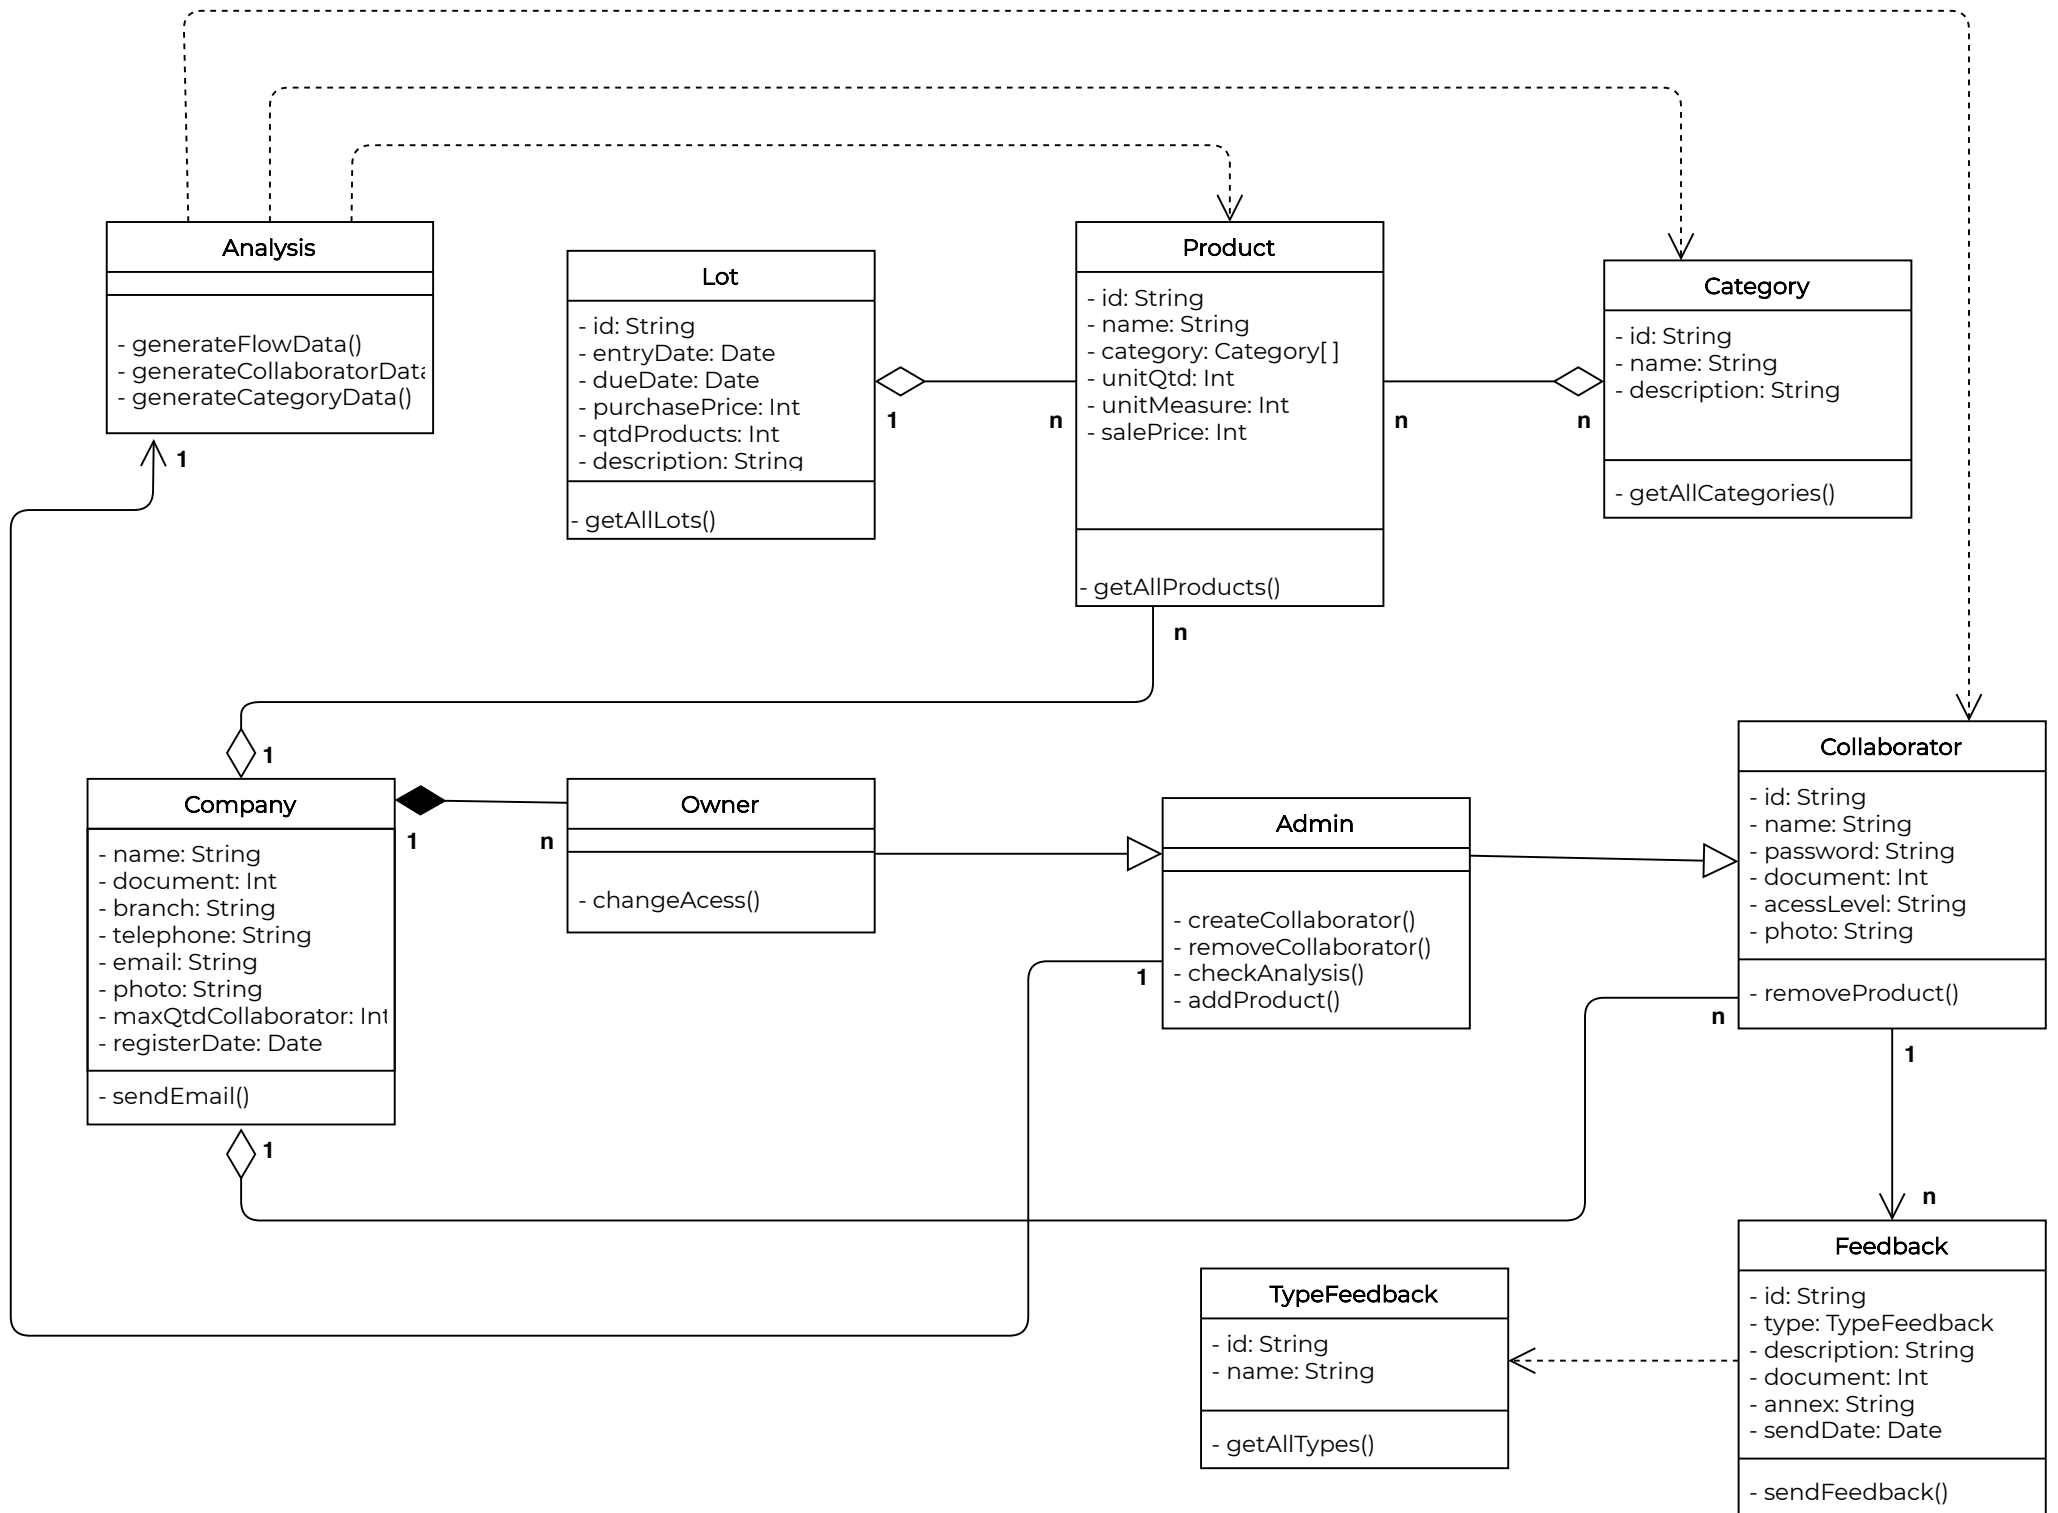 Analysis
- generateFlowData()
- generateCollaboratorData
- generateCategoryData()
1
Lot
- id: String
- entryDate: Date
- dueDate: Date
- purchasePrice: Int
- qtdProducts: Int
- description: String
- getAllLots()
1
n
Product
- id: String
- name: String
- category: Category[ ]
- unitQtd: Int
- unitMeasure: Int
- salePrice: Int
- getAllProducts()
n
n
n
Category
- id: String
- name: String
- description: String
- getAllCategories()
1
Company
- name: String
- document: Int
- branch: String
- telephone: String
- email: String
- photo: String
- maxQtdCollaborator: Int
- registerDate: Date
- sendEmail()
1
1
n
Owner
- changeAcess()
Admin
- createCollaborator()
- removeCollaborator()
- checkAnalysis()
- addProduct()
1
Collaborator
- id: String
- name: String
- password: String
- document: Int
- acessLevel: String
- photo: String
- removeProduct()
n
1
n
TypeFeedback
- id: String
- name: String
- getAllTypes()
Feedback
- id: String
- type: TypeFeedback
- description: String
- document: Int
- annex: String
- sendDate: Date
- sendFeedback()